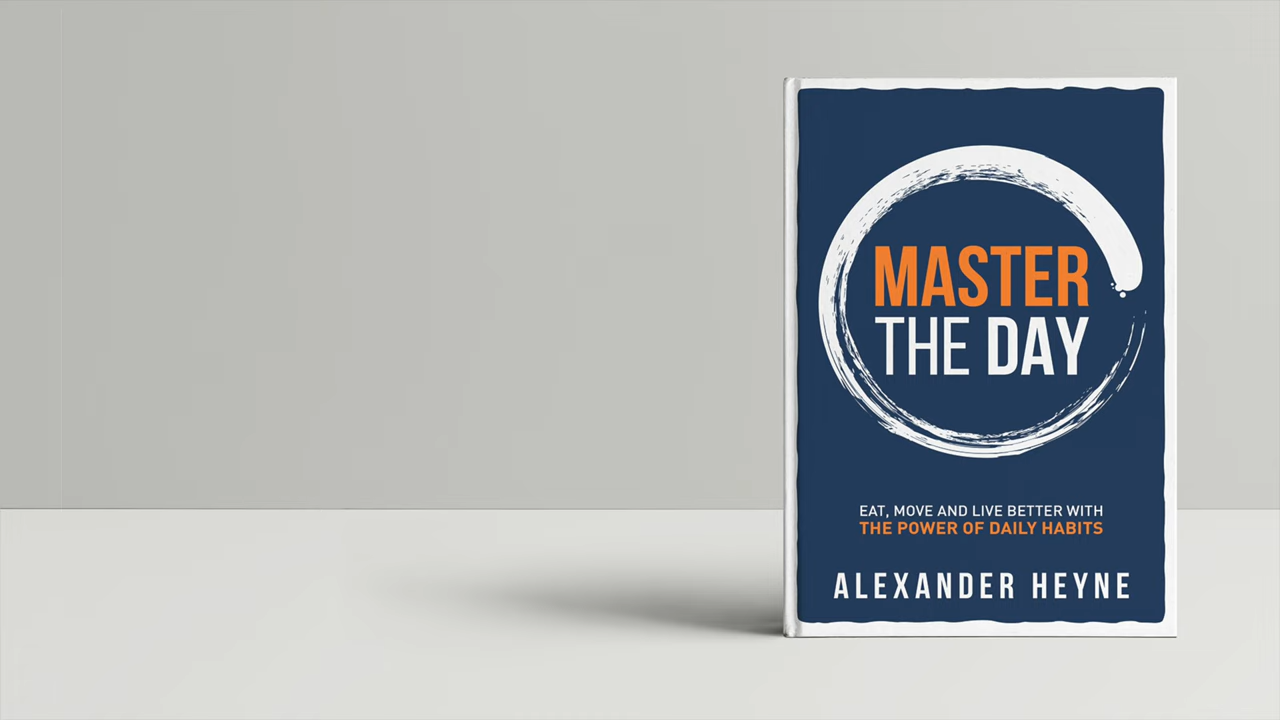 MASTER
THE DAY
EAT, MOVE AND LIVE BETTER WITH
THE POWER OF DAILY HABITS
ALEXANDER HEYNE